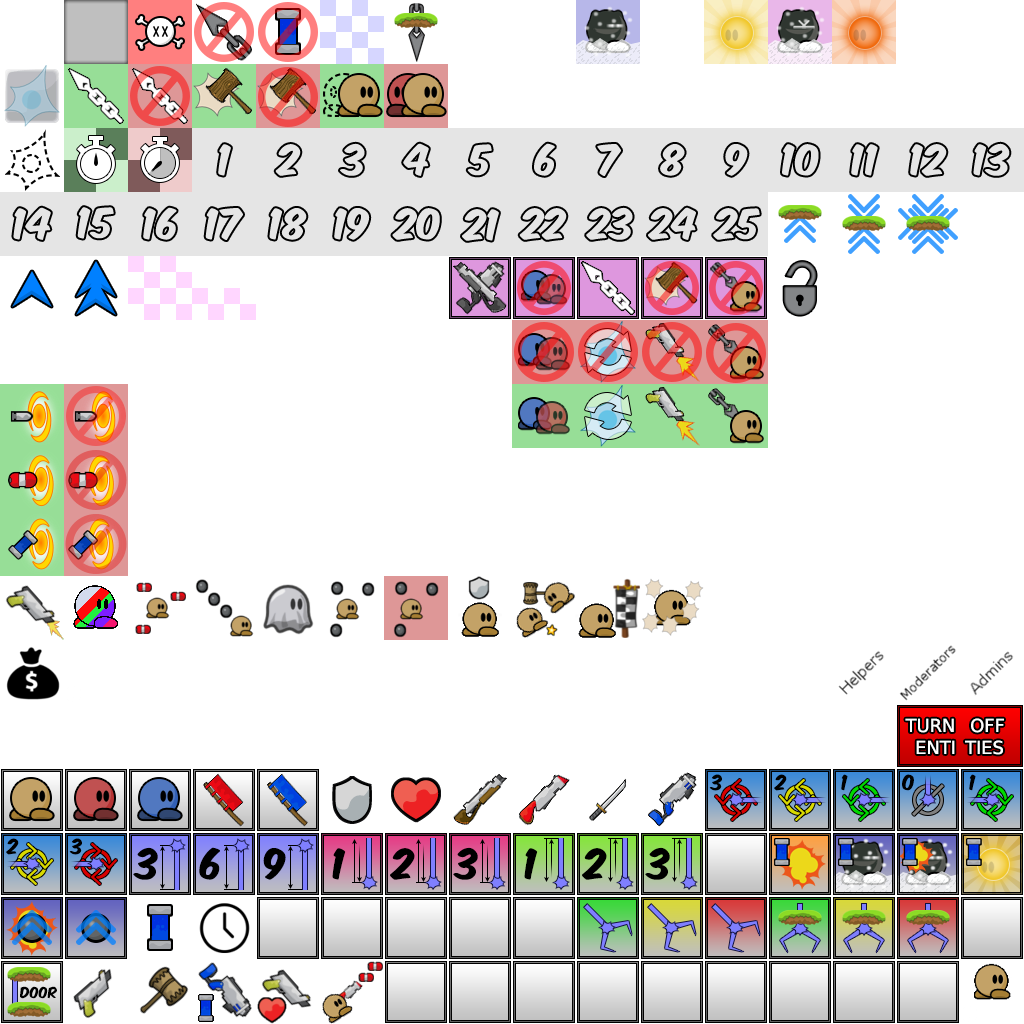 1 2 3 4 5 6 7 8 9 10 11 12 13
14 15 16 17 18 19 20 21 22 23 24 25
$
Helpers Moderators Admins
TURN OFF
ENTI TIES
3 2 1 0 1
2 3 3 6 9 1 2 3 1 2 3
DOOR